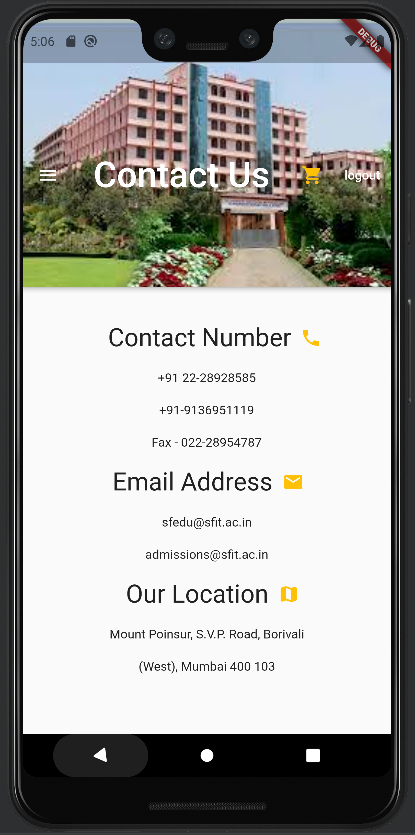 5:06
DEBUG
Contact Us
logout
Contact Number
+91 22-28928585
+91-9136951119
Fax - 022-28954787
Email Address
sfedu@sfit.ac.in
admissions@sfit.ac.in
Our Location
Mount Poinsur, S.V.P. Road, Borivali
(West), Mumbai 400 103